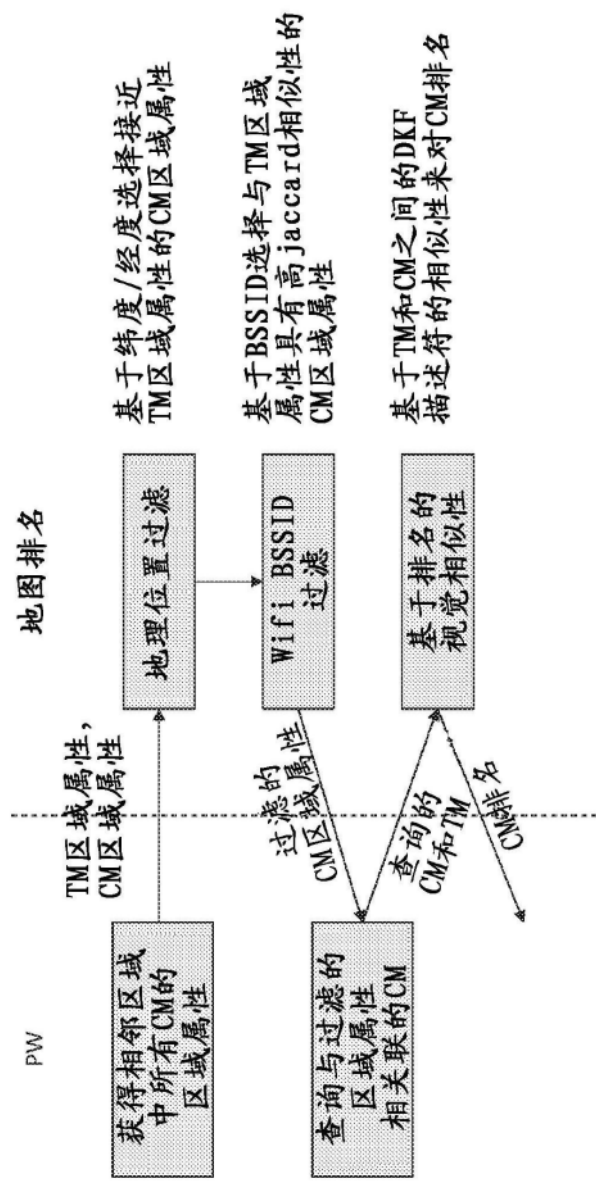 PW
地图排名
获得相邻区域
中所有CM的
区域属性
TM区域属性,
CM区域属性
地理位置过滤
基于纬度/经度选择接近
TM区域属性的CM区域属性
Wifi BSSID
过滤
基于BSSID选择与TM区域
属性具有高jaccard相似性的
CM区域属性
过滤的
CM区域属性
查询与过滤的
区域属性
相关联的CM
查询的
CM和TM
基于排名的
视觉相似性
基于TM和CM之间的DKF
描述符的相似性来对CM排名
CM排名